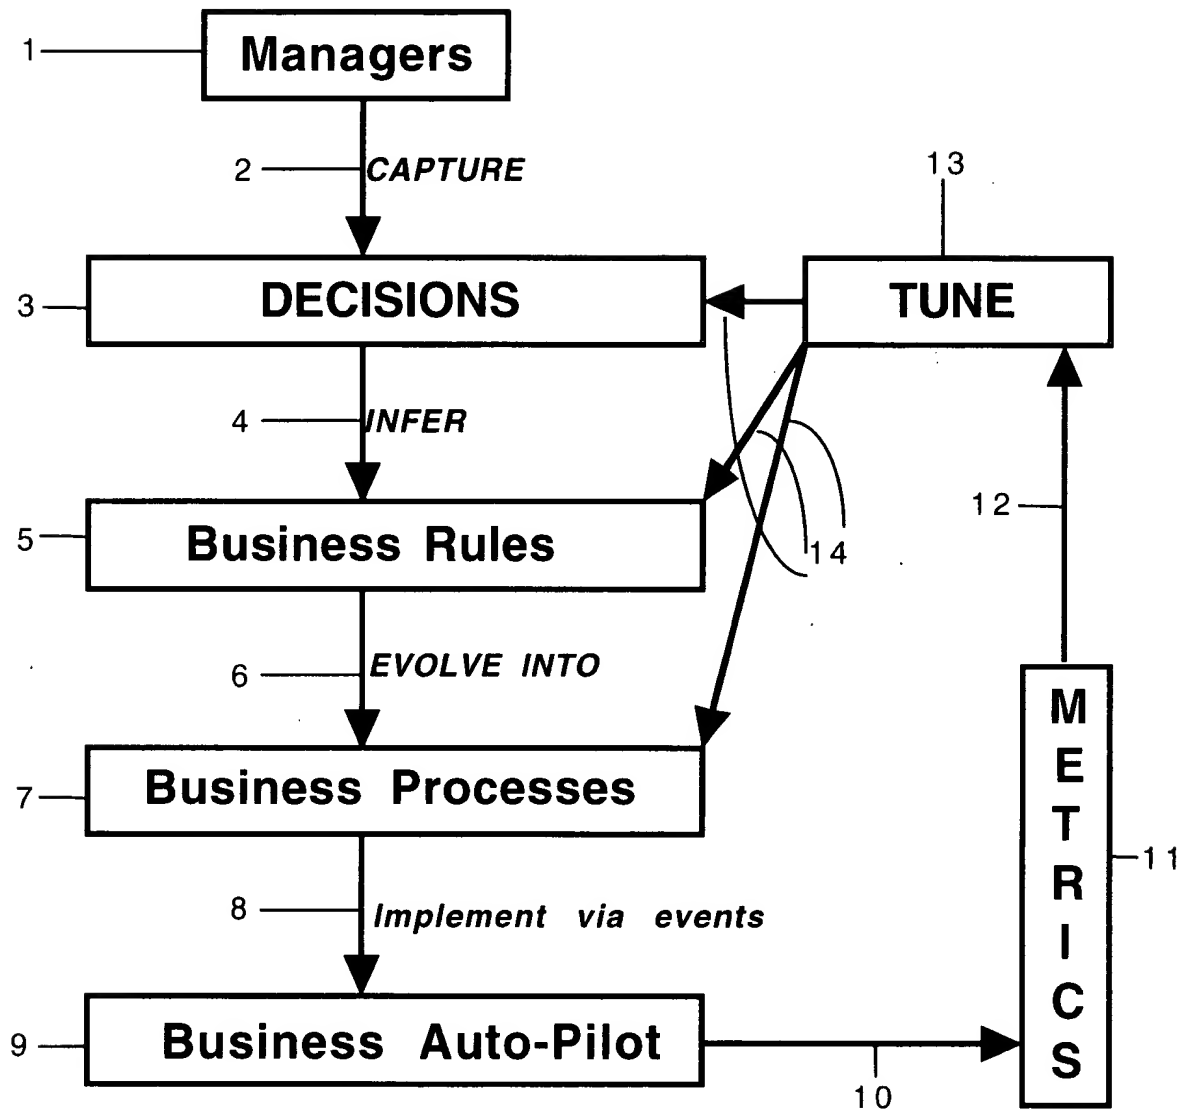 1
Managers
2
CAPTURE
13
3
DECISIONS
TUNE
4
INFER
12
5
Business Rules
14
6
EVOLVE INTO
7
Business Processes
METRICS
11
8
Implement via events
9
Business Auto-Pilot
10